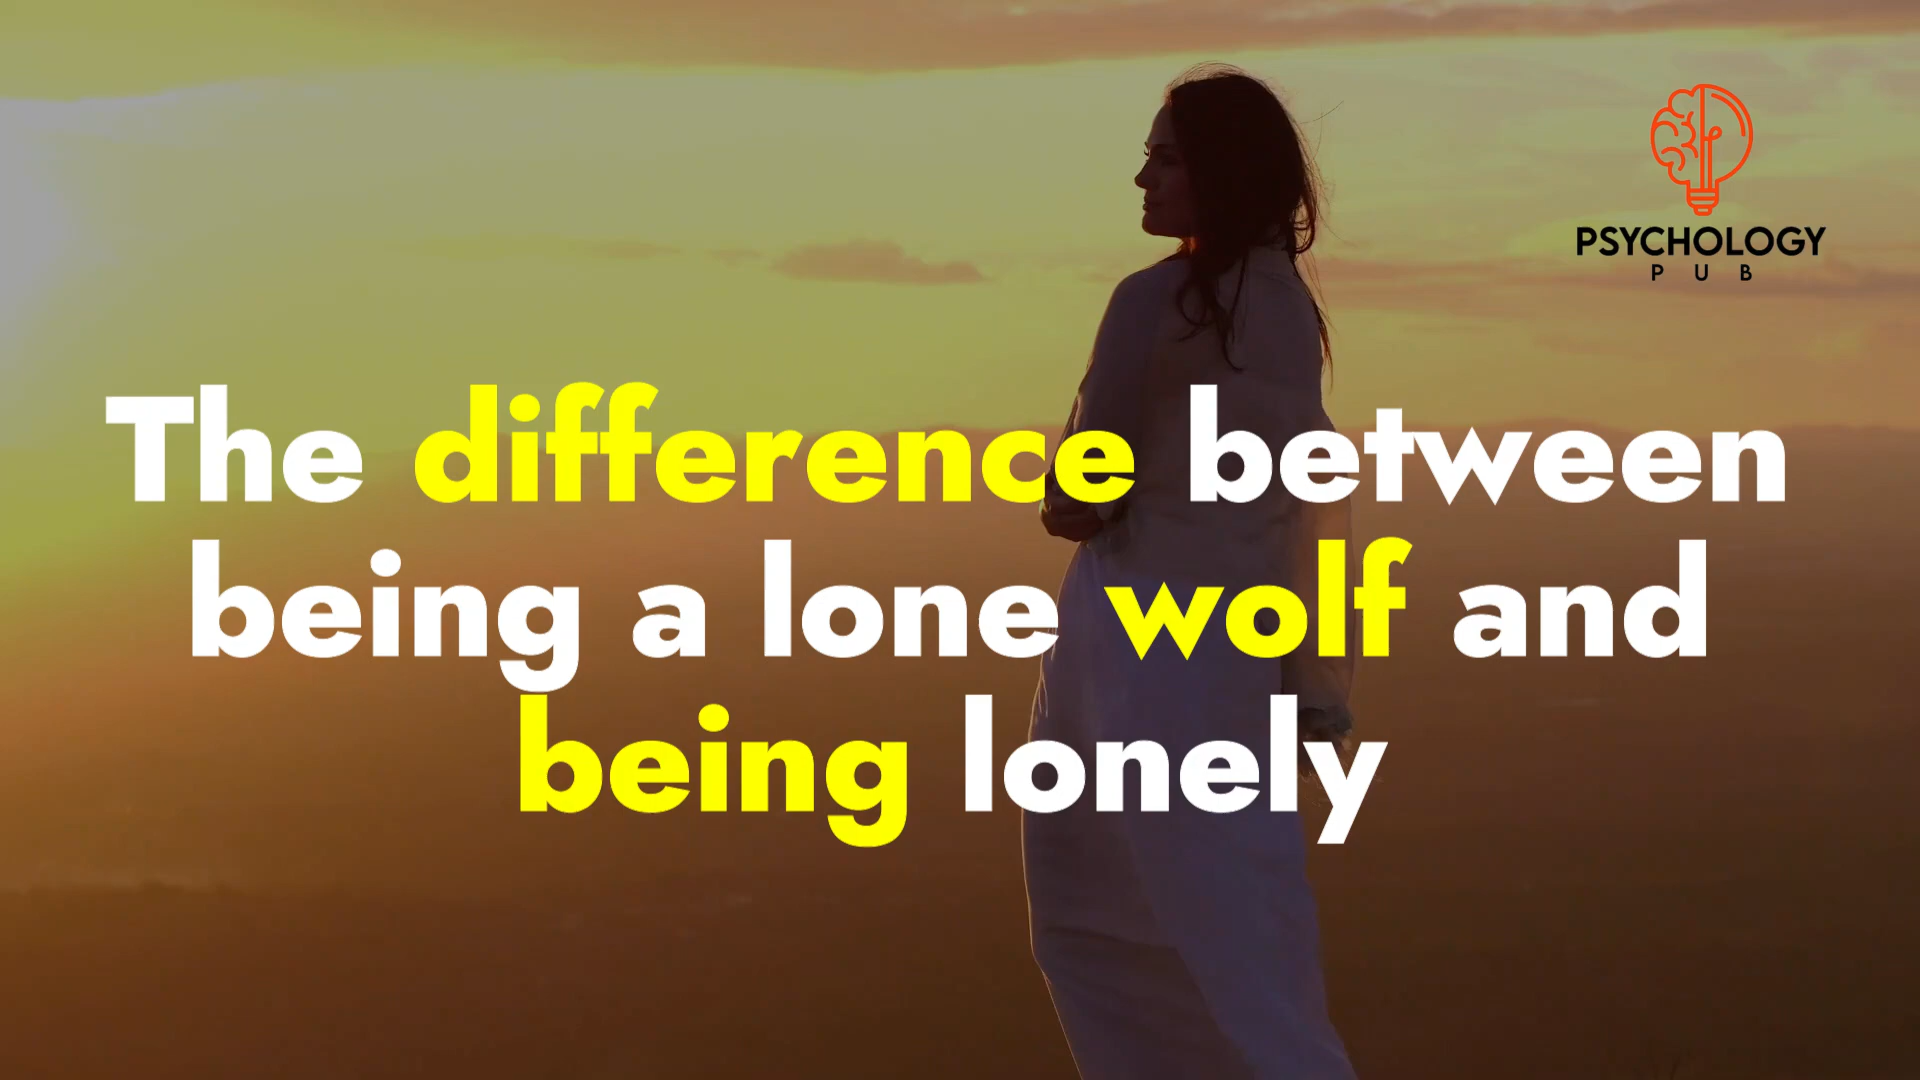 PSYCHOLOGY
PUB
The difference between
being a lone wolf and
being lonely